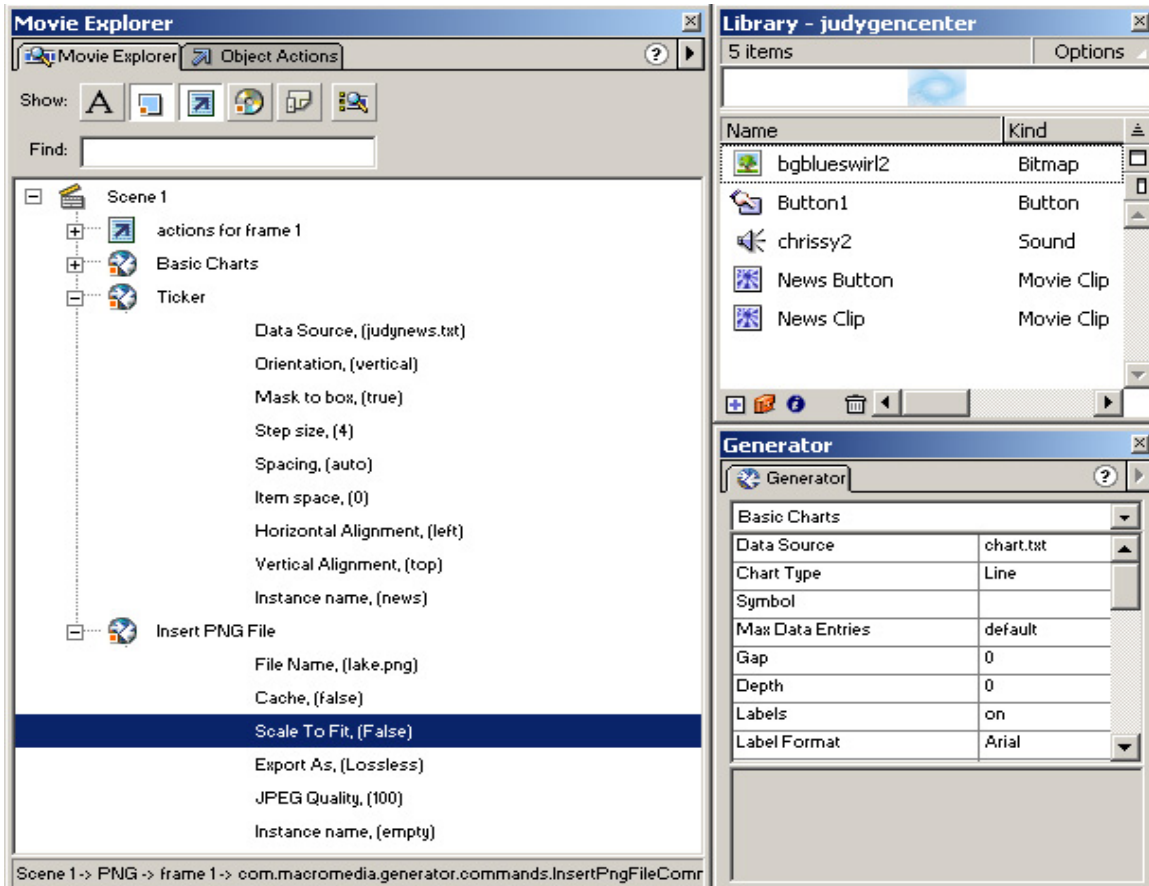 Movie Explorer
Movie Explorer Object Actions ?
Show: A
Find:
Scene 1
actions for frame 1
Basic Charts
Ticker
Data Source, (judynews.txt)
Orientation, (vertical)
Mask to box, (true)
Step size, (4)
Spacing, (auto)
Item space, (0)
Horizontal Alignment, (left)
Vertical Alignment, (top)
Instance name, (news)
Insert PNG File
File Name, (lake.png)
Cache, (false)
Scale To Fit, (False)
Export As, (Lossless)
JPEG Quality, (100)
Instance name, (empty)
Scene 1-> PNG -> frame 1-> com.macromedia.generator.commands.InsertPngFileComr
Library - judygencenter
5 items Options
Name Kind
bgblueswirl2 Bitmap
Button1 Button
chrissy2 Sound
News Button Movie Clip
News Clip Movie Clip
Generator
Generator ?
Basic Charts
Data Source chart.txt
Chart Type Line
Symbol
Max Data Entries default
Gap 0
Depth 0
Labels on
Label Format Arial